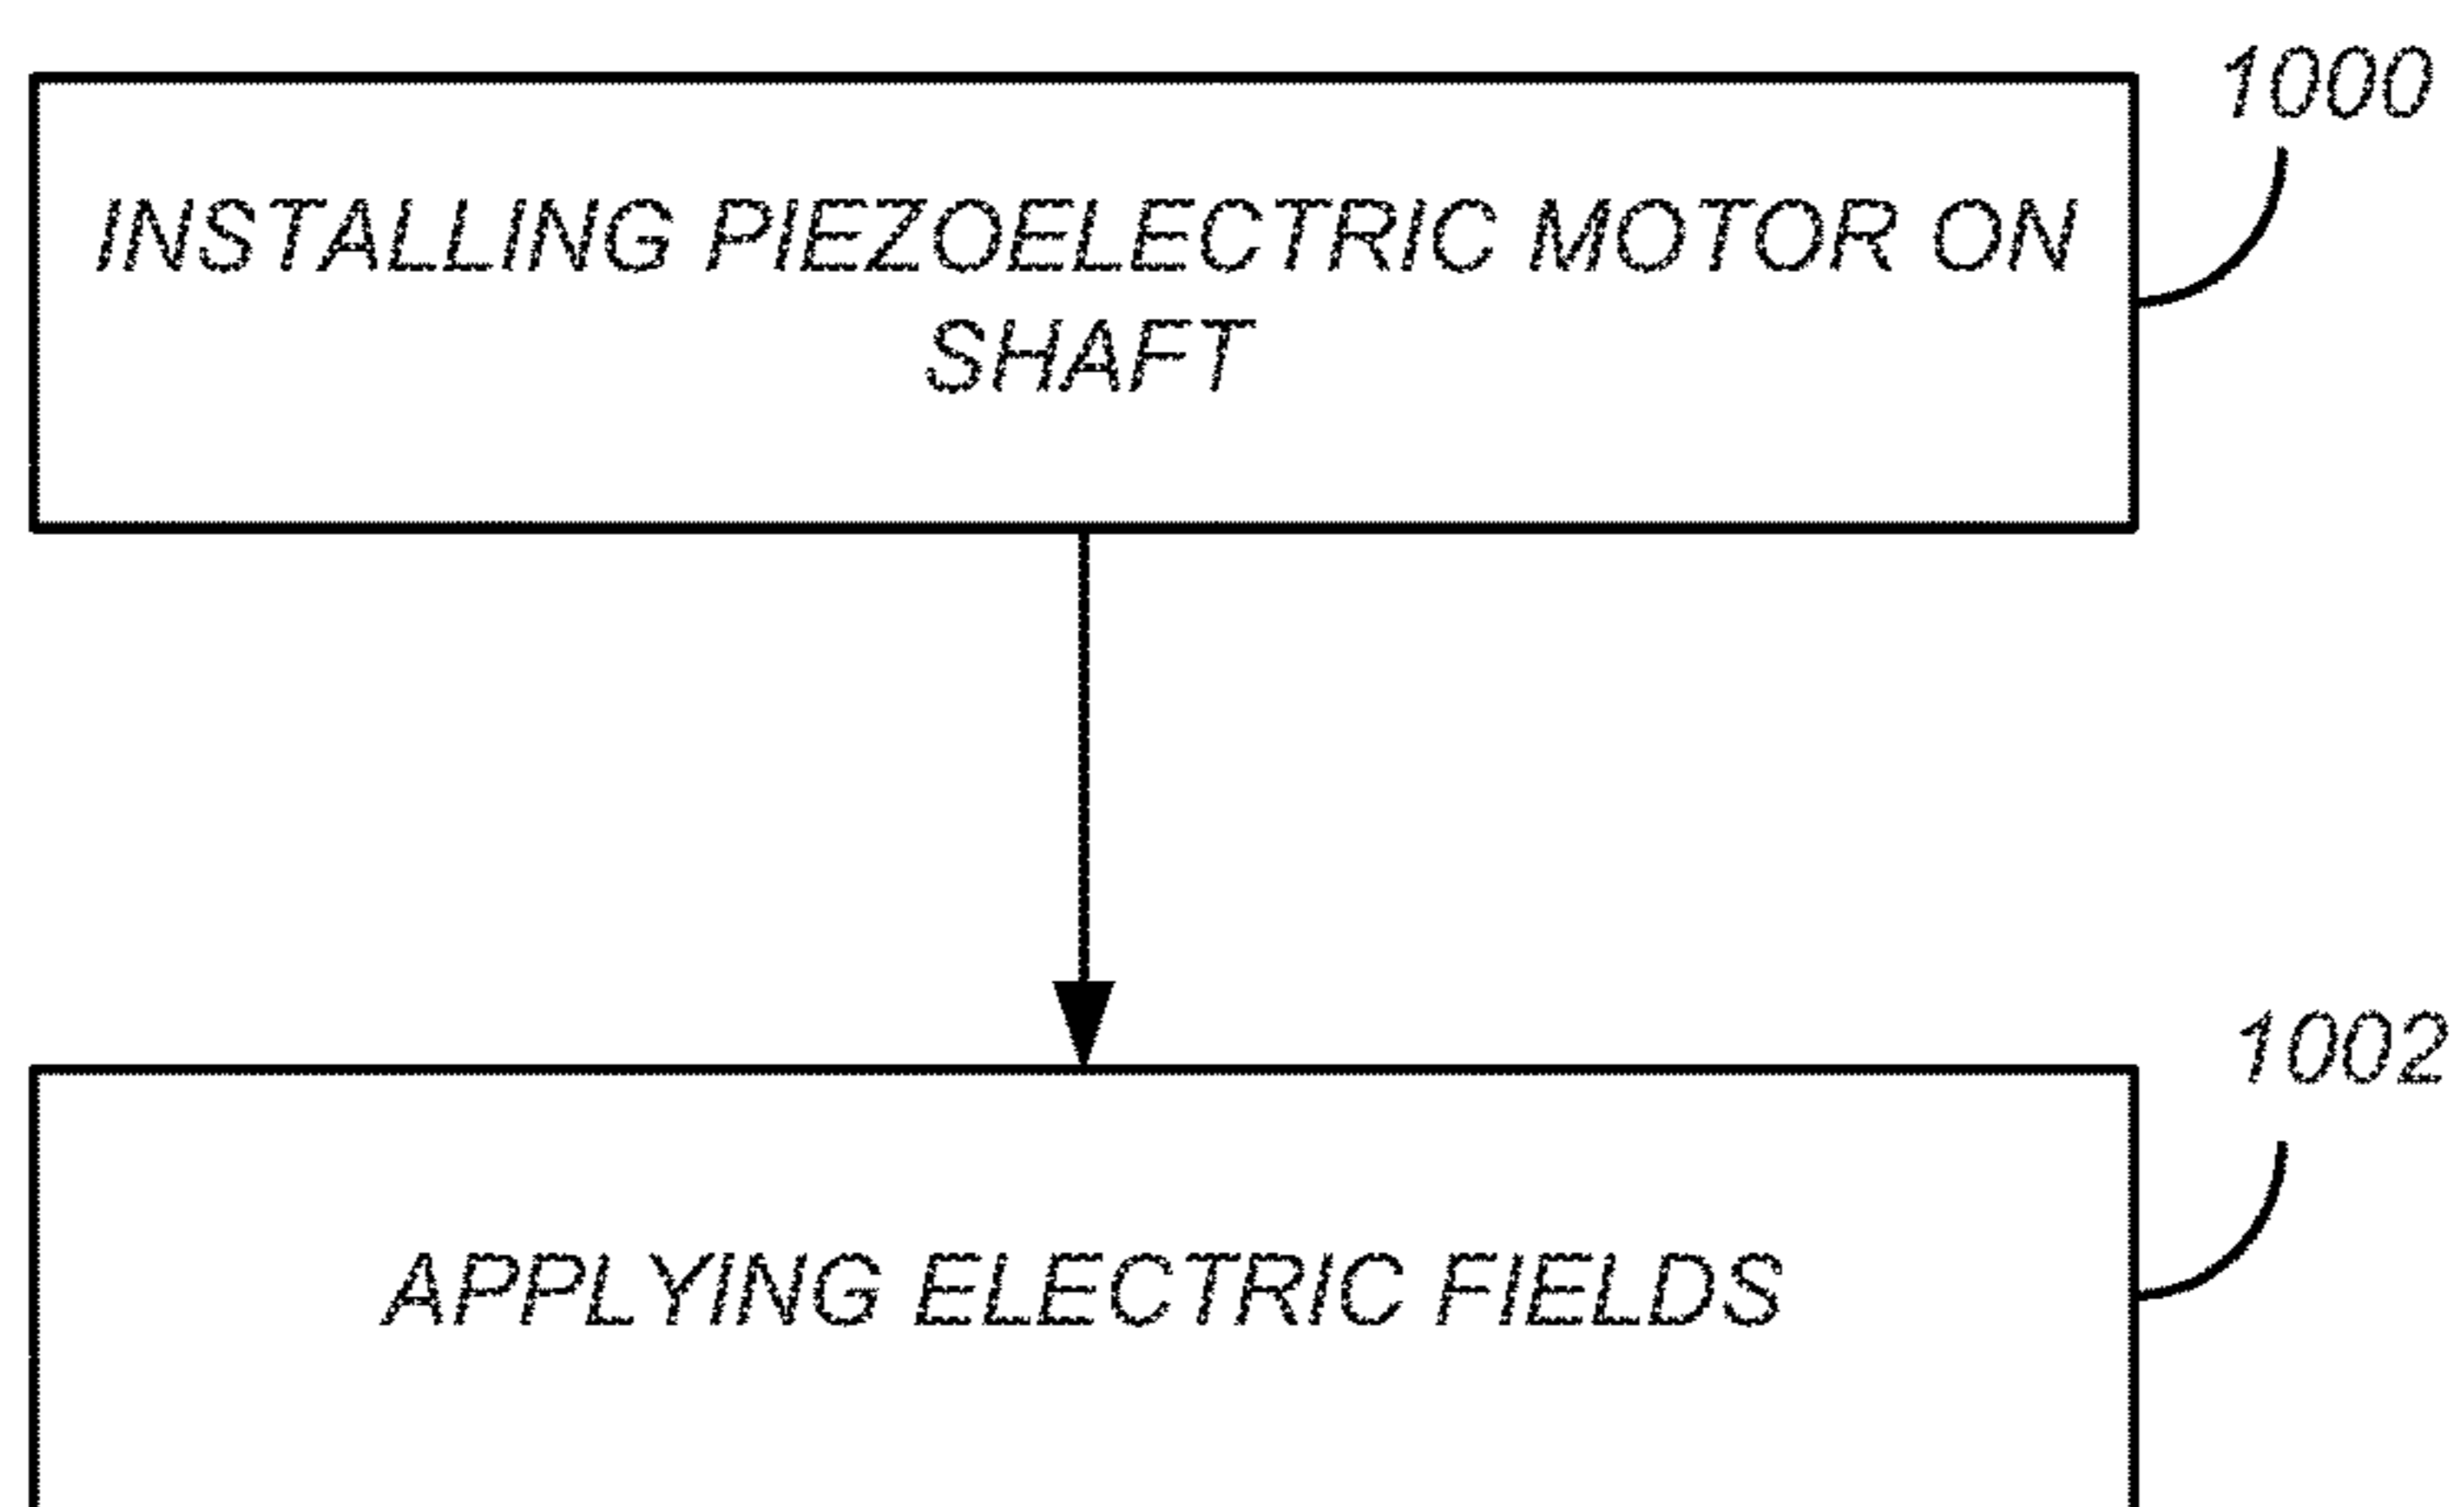 1000
INSTALLING PIEZOELECTRIC MOTOR ON
SHAFT
1002
APPLYING ELECTRIC FIELDS